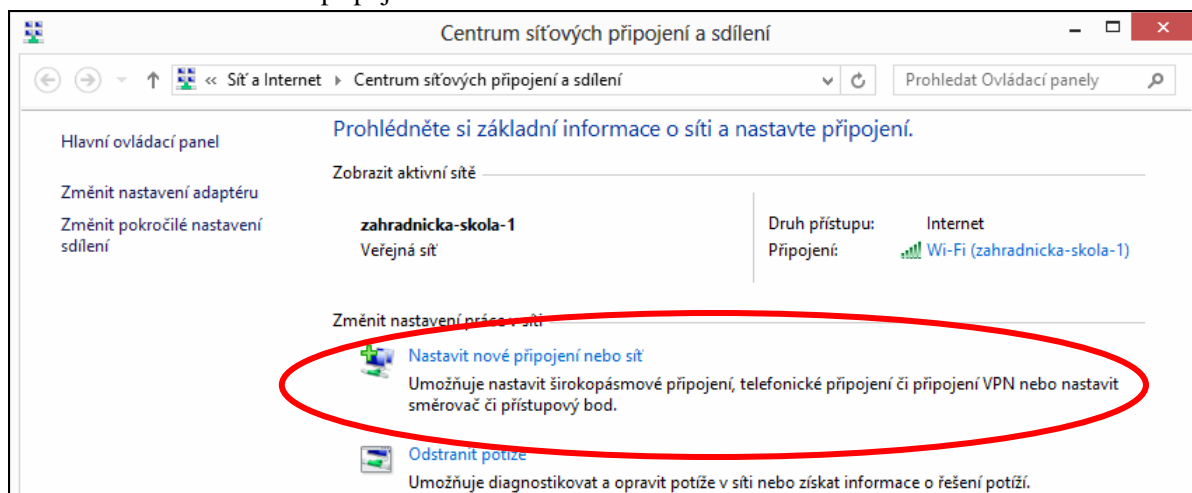 Centrum síťových připojení a sdílení
« Síť a Internet ▸ Centrum síťových připojení a sdílení
Prohledat Ovládací panely
Hlavní ovládací panel
Změnit nastavení adaptéru
Změnit pokročilé nastavení
sdílení
Prohlédněte si základní informace o síti a nastavte připojení.
Zobrazit aktivní sítě
zahradnicka-skola-1
Veřejná síť
Druh přístupu: Internet
Připojení: Wi-Fi (zahradnicka-skola-1)
Změnit nastavení práce v síti
Nastavit nové připojení nebo síť
Umožňuje nastavit širokopásmové připojení, telefonické připojení či připojení VPN nebo nastavit
směrovač či přístupový bod.
Odstranit potíže
Umožňuje diagnostikovat a opravit potíže v síti nebo získat informace o řešení potíží.